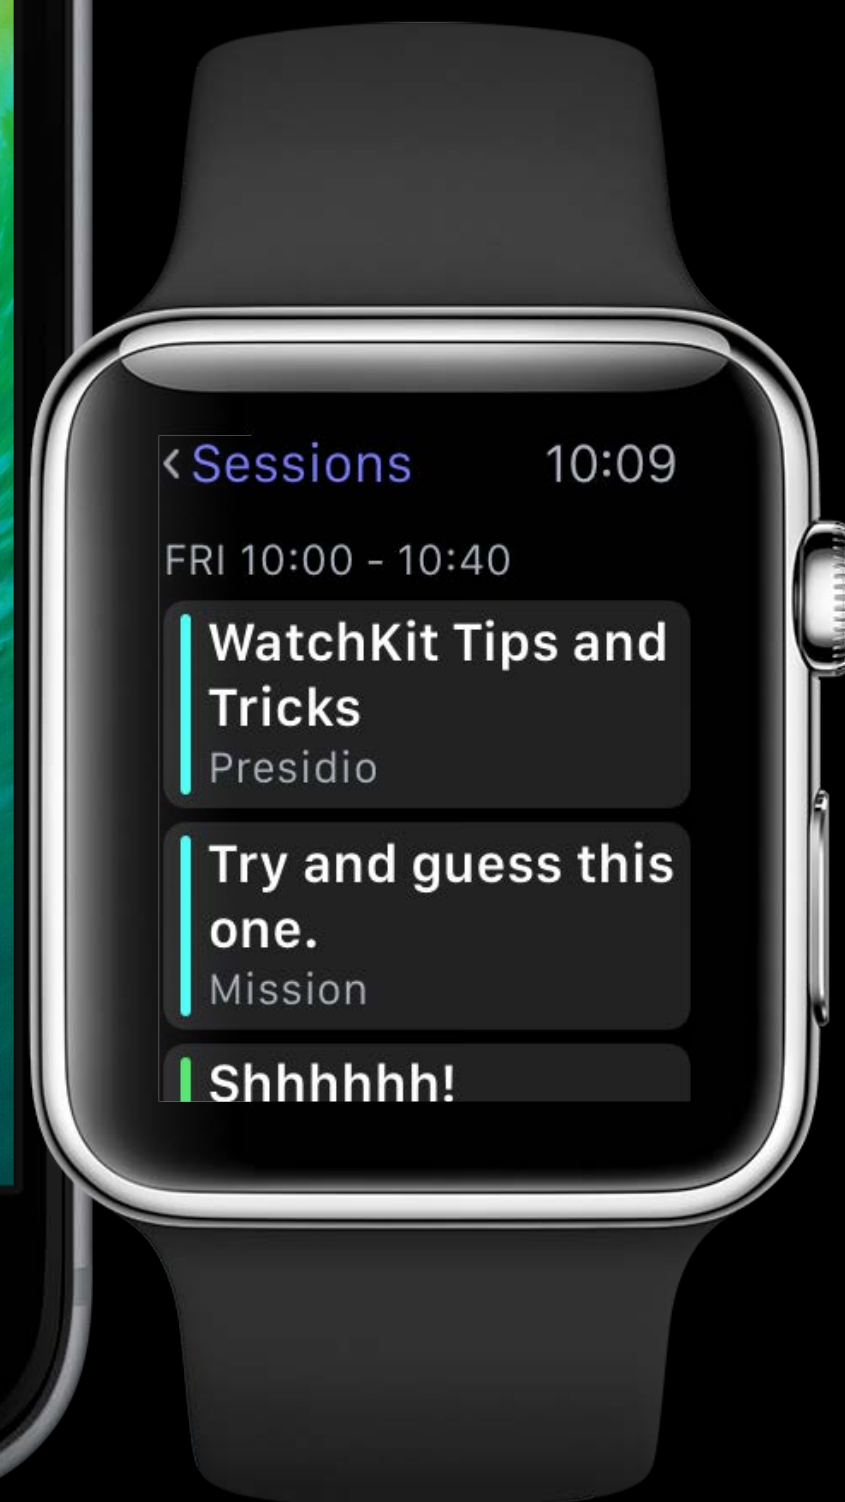 < Sessions 10:09
FRI 10:00 - 10:40
WatchKit Tips and
Tricks
Presidio
Try and guess this
one.
Mission
Shhhhhh!